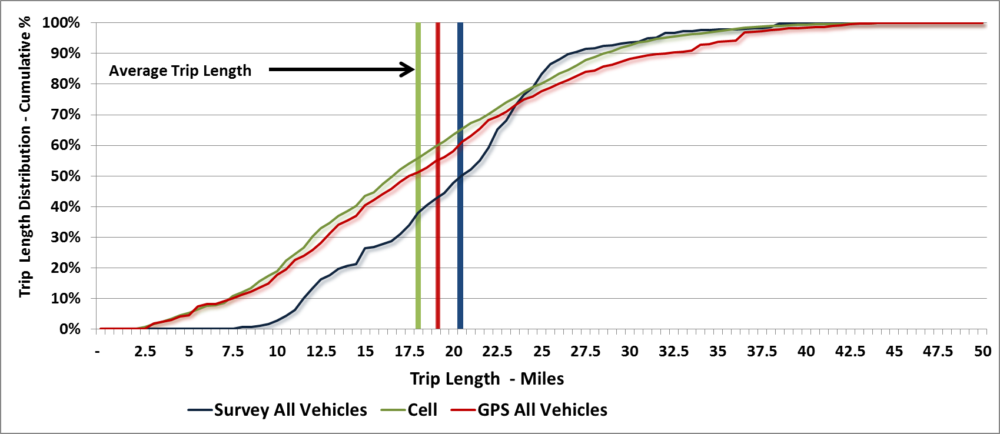 Trip Length Distribution - Cumulative %
100%
90%
80%
70%
60%
50%
40%
30%
20%
10%
0%
Average Trip Length
- 2.5 5 7.5 10 12.5 15 17.5 20 22.5 25 27.5 30 32.5 35 37.5 40 42.5 45 47.5 50
Trip Length - Miles
Survey All Vehicles Cell GPS All Vehicles